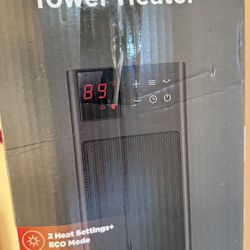 Tower Heater
89
2 Heat Settings+
ECO Mode